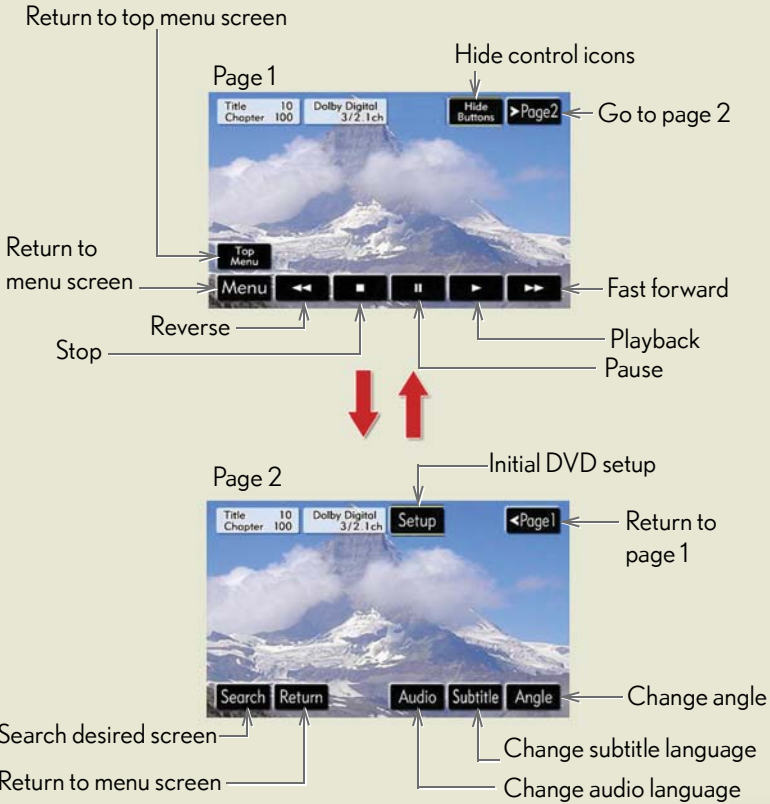 Return to top menu screen
Hide control icons
Page 1
Title 10
Chapter 100
Dolby Digital
3/2.1ch
Hide
Buttons
>Page2
Go to page 2
Return to
menu screen
Top
Menu
Menu
Fast forward
Reverse
Playback
Stop
Pause
Initial DVD setup
Page 2
Title 10
Chapter 100
Dolby Digital
3/2.1ch
Setup
<Page1
Return to
page 1
Search Return Audio Subtitle Angle
Change angle
Search desired screen
Change subtitle language
Return to menu screen
Change audio language